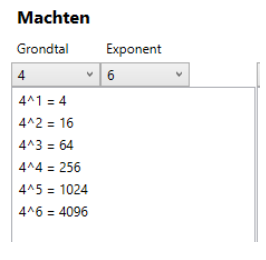 Machten
Grondtal Exponent
4 6
4^1 = 4
4^2 = 16
4^3 = 64
4^4 = 256
4^5 = 1024
4^6 = 4096